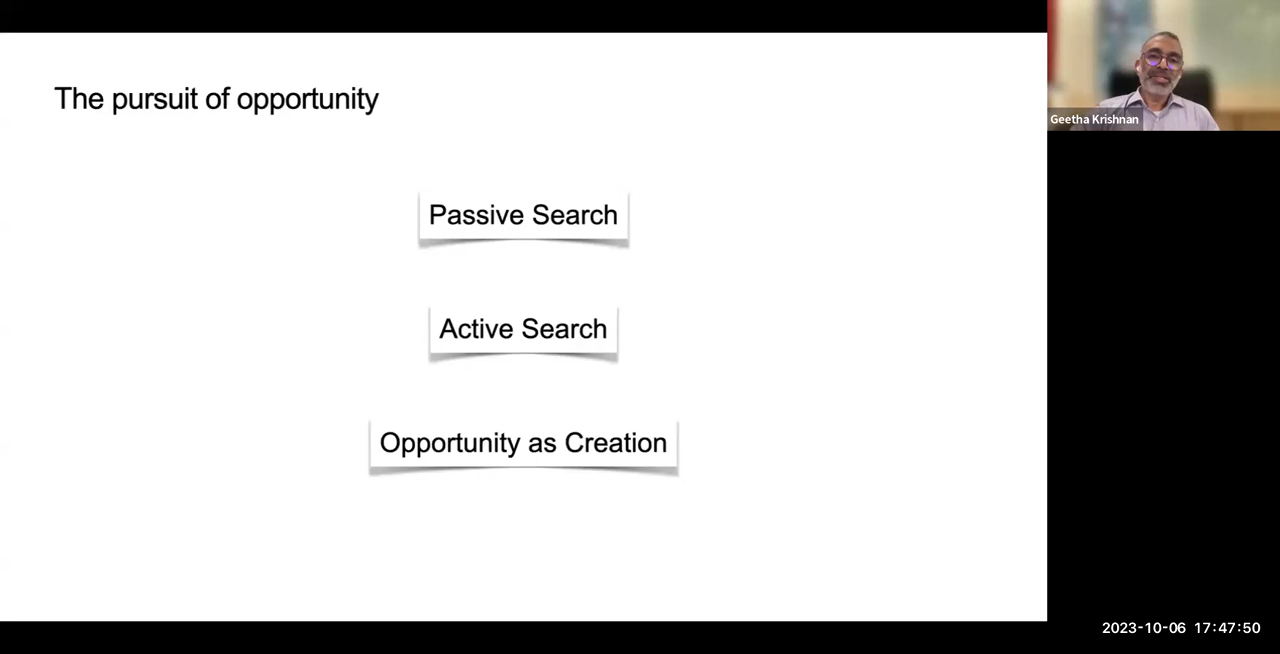 The pursuit of opportunity
Geetha Krishnan
Passive Search
Active Search
Opportunity as Creation
2023-10-06 17:47:50